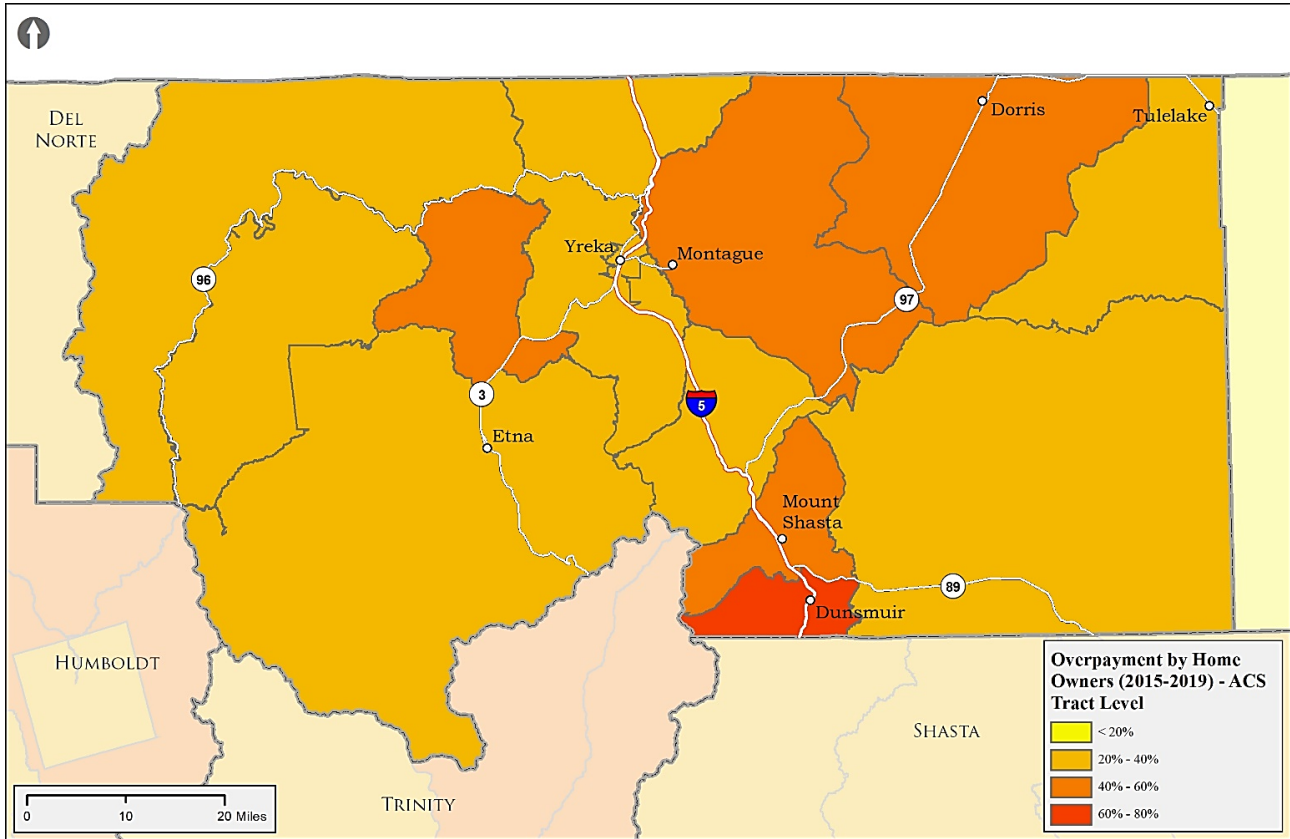 DEL
NORTE
Dorris
Tulelake
Yreka
Montague
96
97
3
5
Etna
Mount
Shasta
89
Dunsmuir
HUMBOLDT
SHASTA
TRINITY
Overpayment by Home
Owners (2015-2019) - ACS
Tract Level
< 20%
20% - 40%
40% - 60%
60% - 80%
0 10 20 Miles